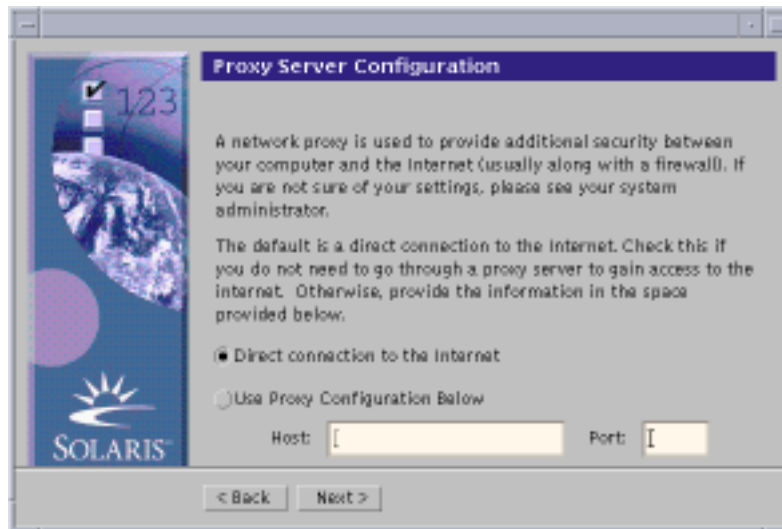 Proxy Server Configuration
123
A network proxy is used to provide additional security between
your computer and the Internet (usually along with a firewall). If
you are not sure of your settings, please see your system
administrator.
The default is a direct connection to the Internet. Check this if
you do not need to go through a proxy server to gain access to the
internet. Otherwise, provide the information in the space
provided below.
Direct connection to the Internet
Use Proxy Configuration Below
Host: Port:
SOLARIS™
< Back Next >